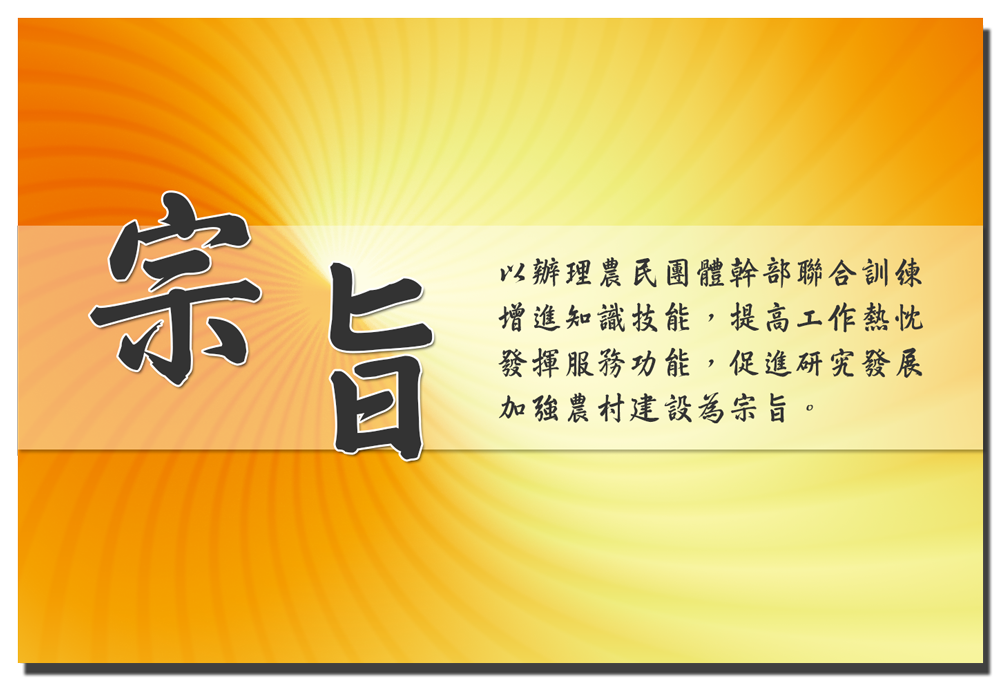 宗旨
以辦理農民團體幹部聯合訓練
增進知識技能，提高工作熱忱
發揮服務功能，促進研究發展
加強農村建設為宗旨。